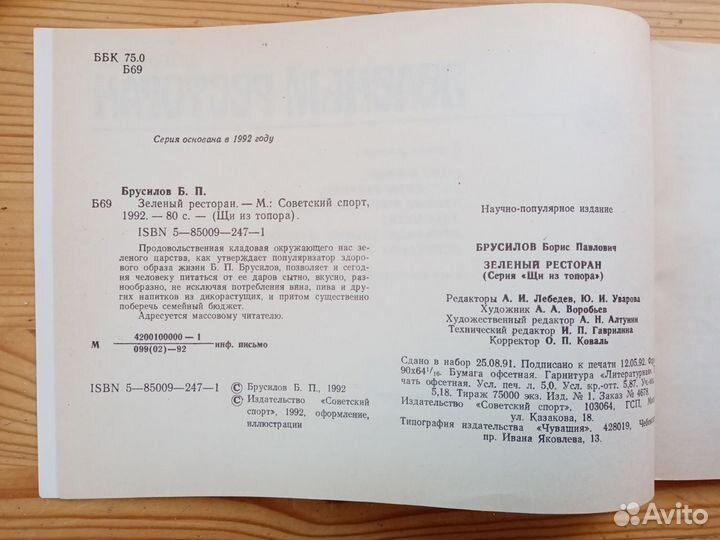 ББК 75.0
Б69
Серия основана в 1992 году
Брусилов Б. П.
Б69 Зеленый ресторан. — М.: Советский спорт,
1992. — 80 с. — (Щи из топора).
ISBN 5—85009—247—1
Продовольственная кладовая окружающего нас зе-
леного царства, как утверждает популяризатор здоро-
вого образа жизни Б. П. Брусилов, позволяет и сегод-
ня человеку питаться от ее даров сытно, вкусно, раз-
нообразно, не исключая потребления вина, пива и дру-
гих напитков из дикорастущих, и притом существенно
поберечь семейный бюджет.
Адресуется массовому читателю.
М 4200100000—1
099(02)—92 инф. письмо
ISBN 5—85009—247—1
© Брусилов Б. П., 1992
© Издательство «Советский
спорт», 1992, оформление,
иллюстрации
Научно-популярное издание
БРУСИЛОВ Борис Павлович
ЗЕЛЕНЫЙ РЕСТОРАН
(Серия «Щи из топора»)
Редакторы А. И. Лебедев, Ю. И. Уварова
Художник А. А. Воробьев
Художественный редактор А. Н. Алтунин
Технический редактор И. П. Гаврилина
Корректор О. П. Коваль
Сдано в набор 25.08.91. Подписано к печати 12.05.92.
90х64 1/16. Бумага офсетная. Гарнитура «Литературная».
чать офсетная. Усл. печ. л. 5,0. Усл. кр.-отт. 5,87.
5,18. Тираж 75000 экз. Изд. № 1. Заказ № 4678.
Издательство «Советский спорт», 103064, ГСП,
ул. Казакова, 18.
Типография издательства «Чувашия», 428019,
пр. Ивана Яковлева, 13.
Avito